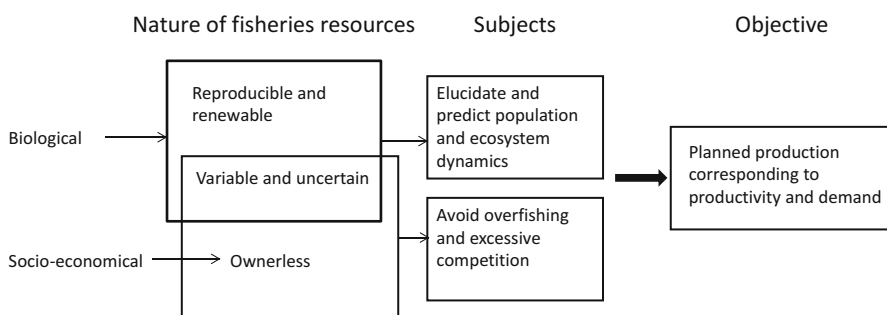 Nature of fisheries resources
Subjects
Objective
Biological
Reproducible and
renewable
Variable and uncertain
Socio-economical
Ownerless
Elucidate and
predict population
and ecosystem
dynamics
Avoid overfishing
and excessive
competition
Planned production
corresponding to
productivity and demand